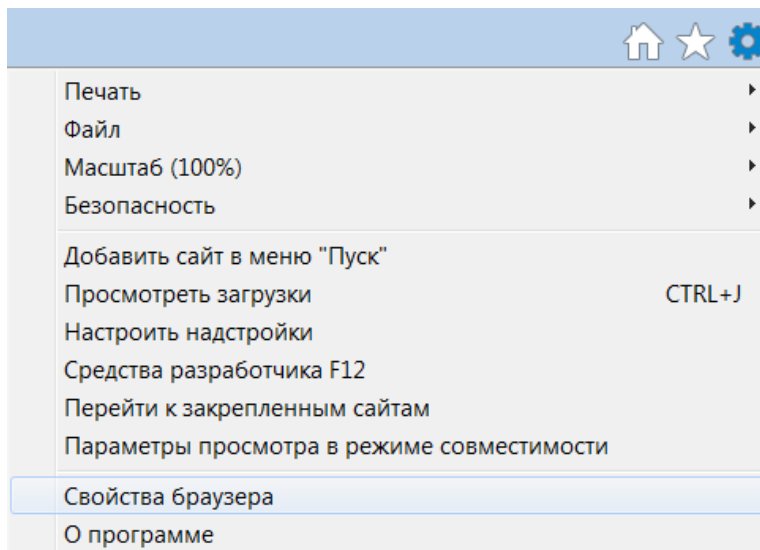 Печать
Файл
Масштаб (100%)
Безопасность
Добавить сайт в меню "Пуск"
Просмотреть загрузки CTRL+J
Настроить надстройки
Средства разработчика F12
Перейти к закрепленным сайтам
Параметры просмотра в режиме совместимости
Свойства браузера
О программе